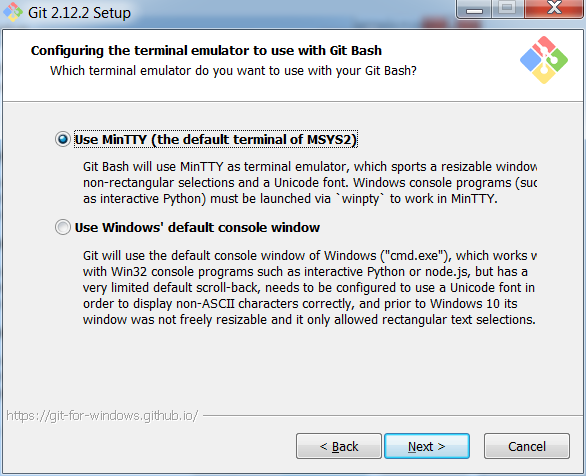 Git 2.12.2 Setup
Configuring the terminal emulator to use with Git Bash
Which terminal emulator do you want to use with your Git Bash?
Use MinTTY (the default terminal of MSYS2)
Git Bash will use MinTTY as terminal emulator, which sports a resizable window
non-rectangular selections and a Unicode font. Windows console programs (suc
as interactive Python) must be launched via `winpty` to work in MinTTY.
Use Windows' default console window
Git will use the default console window of Windows ("cmd.exe"), which works w
with Win32 console programs such as interactive Python or node.js, but has a
very limited default scroll-back, needs to be configured to use a Unicode font in
order to display non-ASCII characters correctly, and prior to Windows 10 its
window was not freely resizable and it only allowed rectangular text selections.
https://git-for-windows.github.io/
< Back
Next >
Cancel